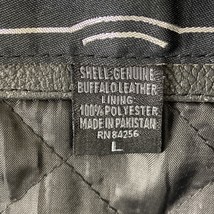 SHELL:GENUINE
BUFFALO LEATHER
LINING:
100% POLYESTER
MADE IN PAKISTAN
RN 84256
L